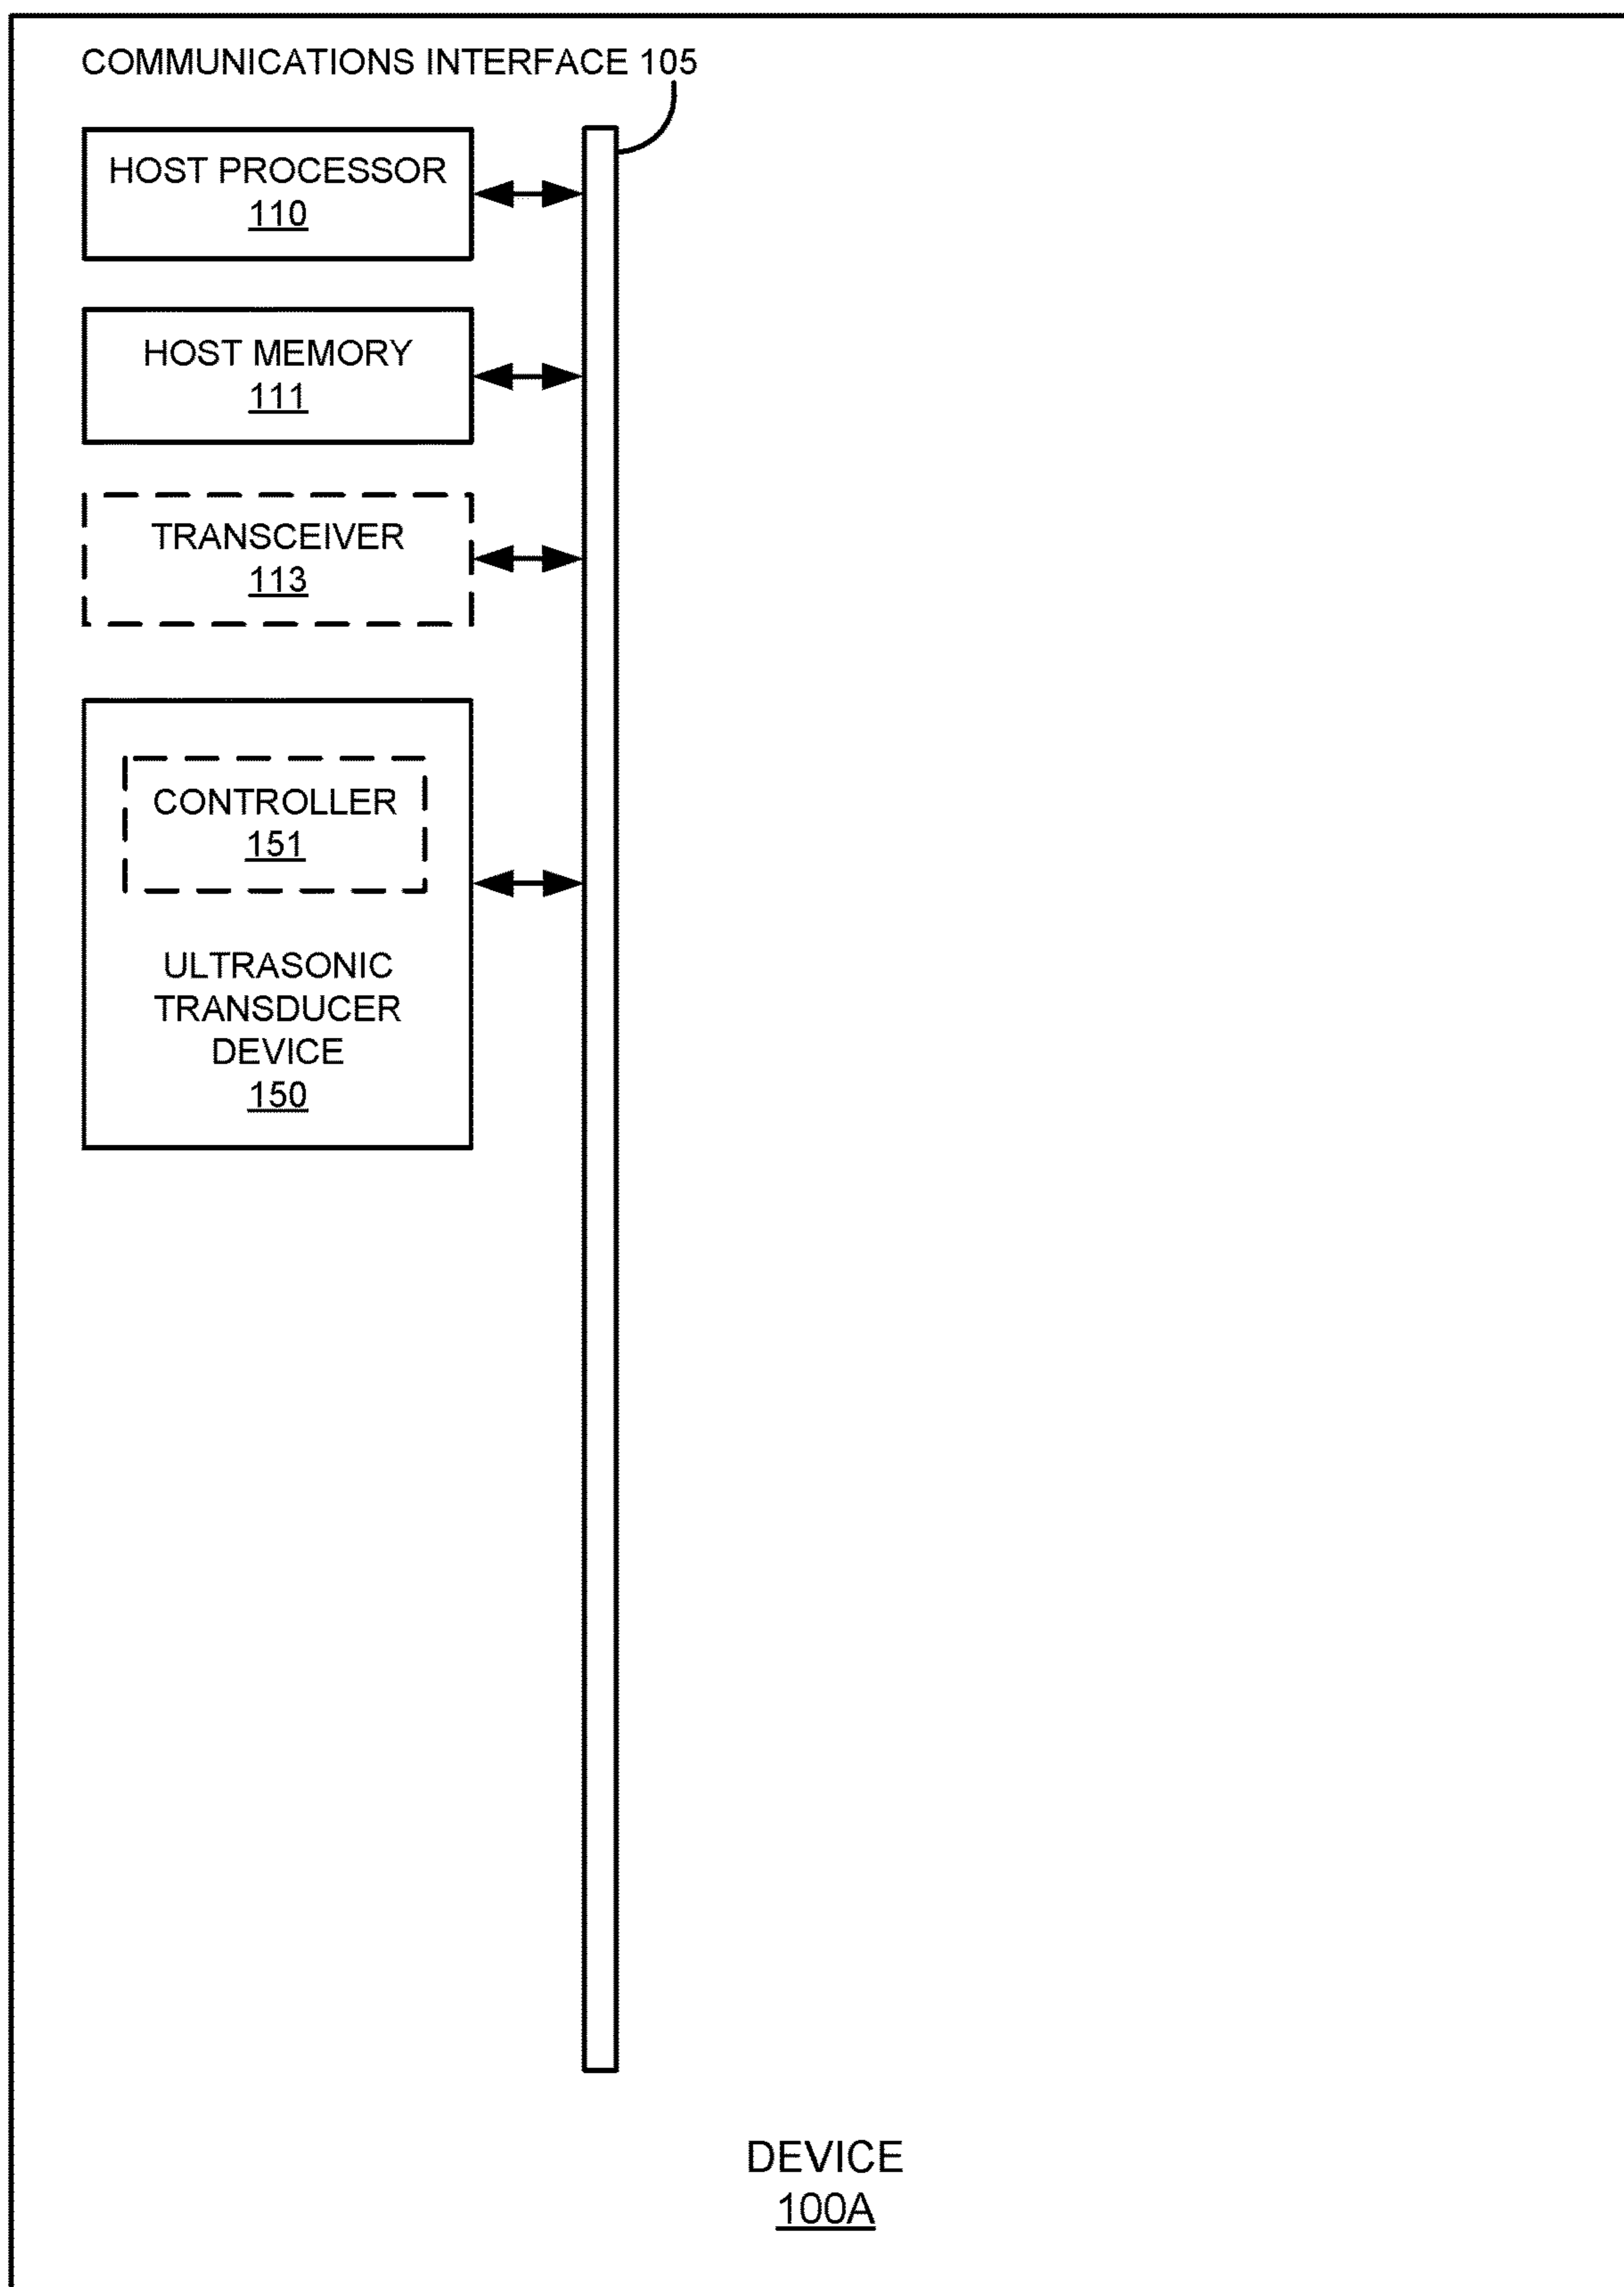 COMMUNICATIONS INTERFACE 105
HOST PROCESSOR
110
HOST MEMORY
111
TRANSCEIVER
113
CONTROLLER
151
ULTRASONIC
TRANSDUCER
DEVICE
150
DEVICE
100A